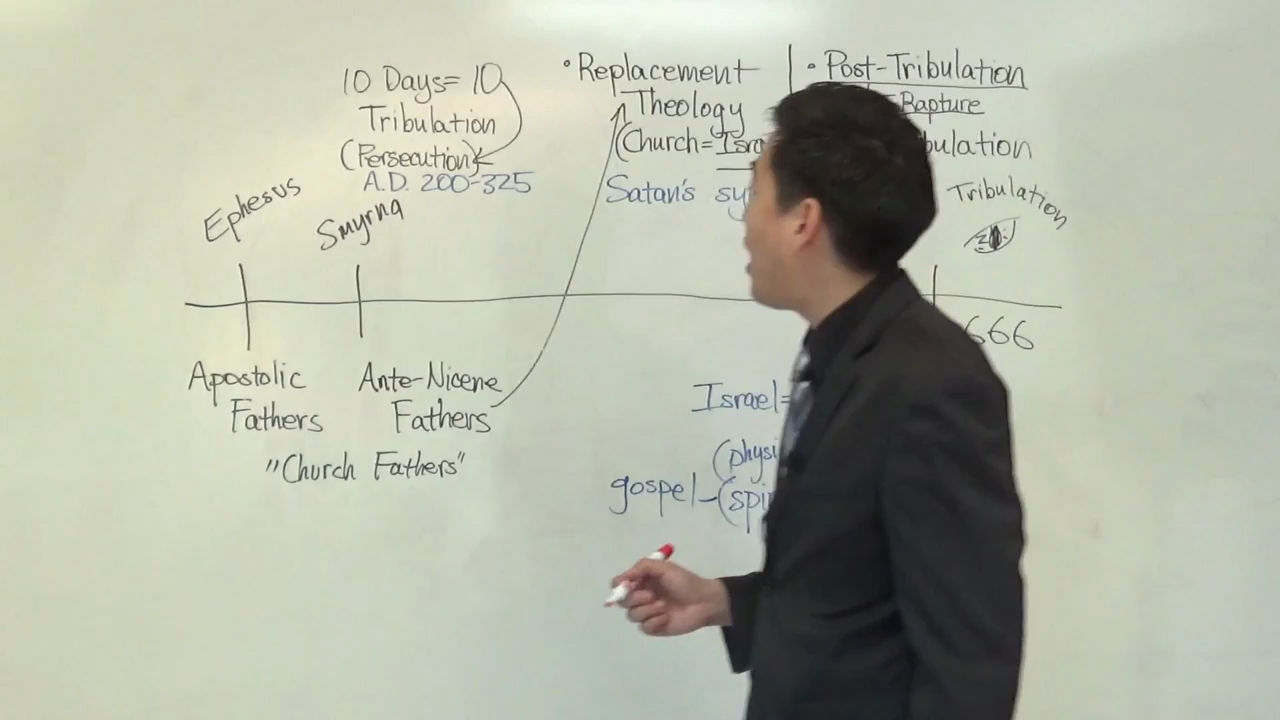 10 Days= 10
Tribulation
(Persecution)
A.D. 200-325
• Replacement
Theology
(Church=
Satan's
• Post-Tribulation
Rapture
Tribulation
Ephesus
Smyrna
666
Apostolic
Fathers
Ante-Nicene
Fathers
"Church Fathers"
Israel=
gospel-